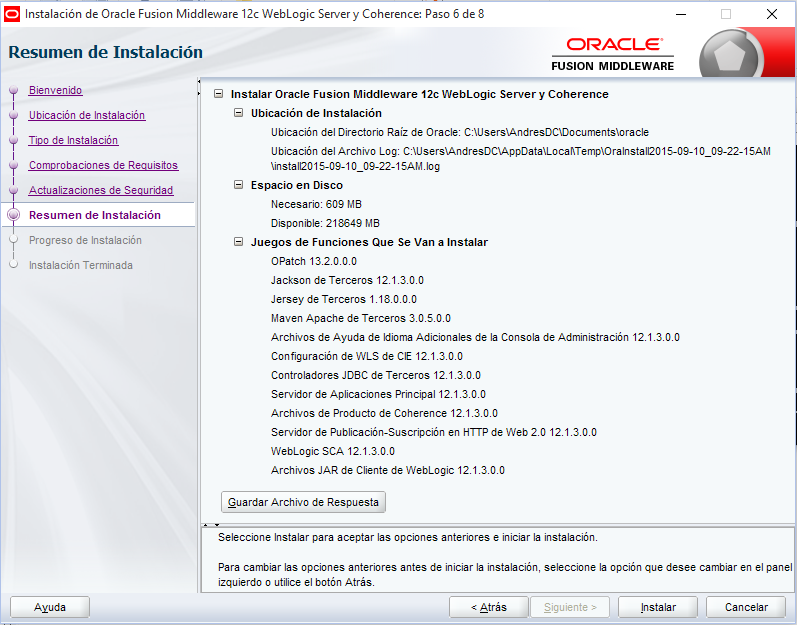 Instalación de Oracle Fusion Middleware 12c WebLogic Server y Coherence: Paso 6 de 8
Resumen de Instalación
ORACLE
FUSION MIDDLEWARE
Bienvenido
Ubicación de Instalación
Tipo de Instalación
Comprobaciones de Requisitos
Actualizaciones de Seguridad
Resumen de Instalación
Progreso de Instalación
Instalación Terminada
Instalar Oracle Fusion Middleware 12c WebLogic Server y Coherence
Ubicación de Instalación
Ubicación del Directorio Raíz de Oracle: C:\Users\AndresDC\Documents\oracle
Ubicación del Archivo Log: C:\Users\AndresDC\AppData\Local\Temp\OraInstall2015-09-10_09-22-15AM
\install2015-09-10_09-22-15AM.log
Espacio en Disco
Necesario: 609 MB
Disponible: 218649 MB
Juegos de Funciones Que Se Van a Instalar
OPatch 13.2.0.0.0
Jackson de Terceros 12.1.3.0.0
Jersey de Terceros 1.18.0.0.0
Maven Apache de Terceros 3.0.5.0.0
Archivos de Ayuda de Idioma Adicionales de la Consola de Administración 12.1.3.0.0
Configuración de WLS de CIE 12.1.3.0.0
Controladores JDBC de Terceros 12.1.3.0.0
Servidor de Aplicaciones Principal 12.1.3.0.0
Archivos de Producto de Coherence 12.1.3.0.0
Servidor de Publicación-Suscripción en HTTP de Web 2.0 12.1.3.0.0
WebLogic SCA 12.1.3.0.0
Archivos JAR de Cliente de WebLogic 12.1.3.0.0
Guardar Archivo de Respuesta
Seleccione Instalar para aceptar las opciones anteriores e iniciar la instalación.
Para cambiar las opciones anteriores antes de iniciar la instalación, seleccione la opción que desee cambiar en el panel
izquierdo o utilice el botón Atrás.
Ayuda
< Atrás
Siguiente >
Instalar
Cancelar